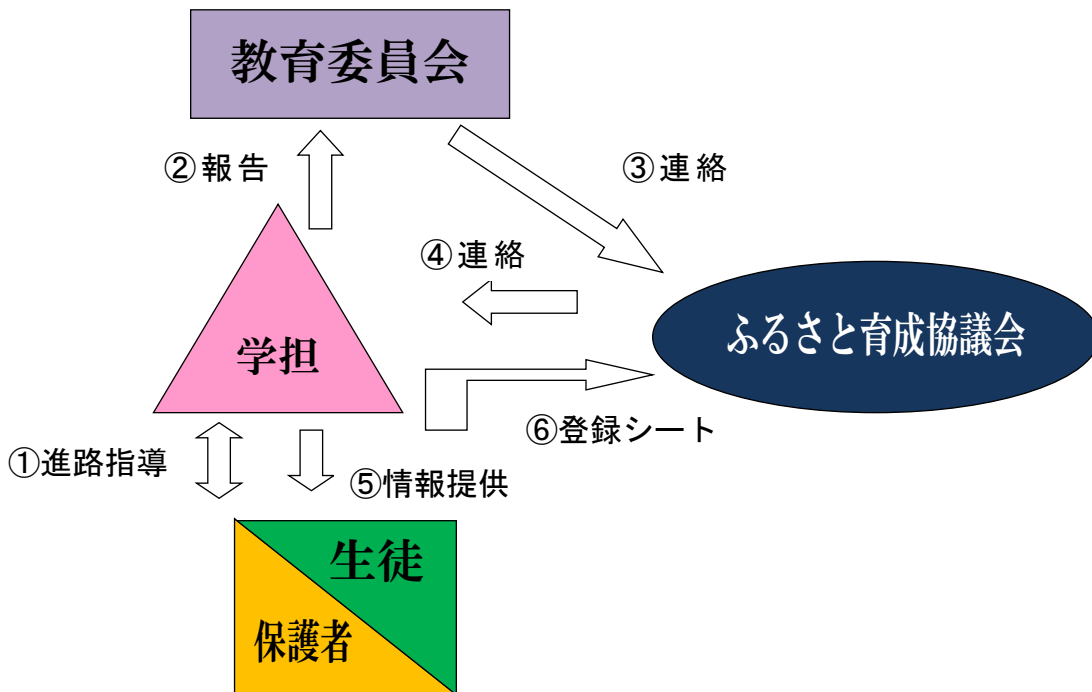 教育委員会
②報告
③連絡
④連絡
ふるさと育成協議会
学担
⑥登録シート
①進路指導
⑤情報提供
生徒
保護者